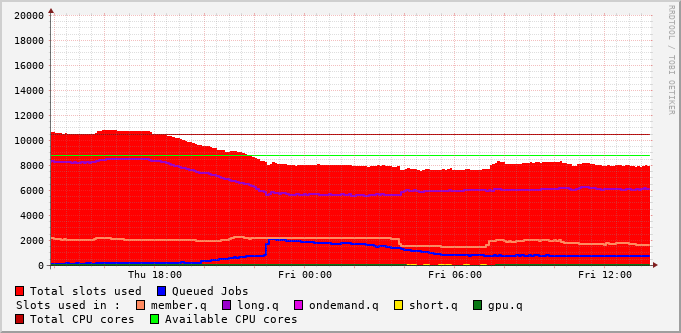 20000
18000
16000
14000
12000
10000
8000
6000
4000
2000
0
Thu 18:00 Fri 00:00 Fri 06:00 Fri 12:00
RRDTOOL / TOBI OETIKER
Total slots used Queued Jobs
Slots used in : member.q long.q ondemand.q short.q gpu.q
Total CPU cores Available CPU cores